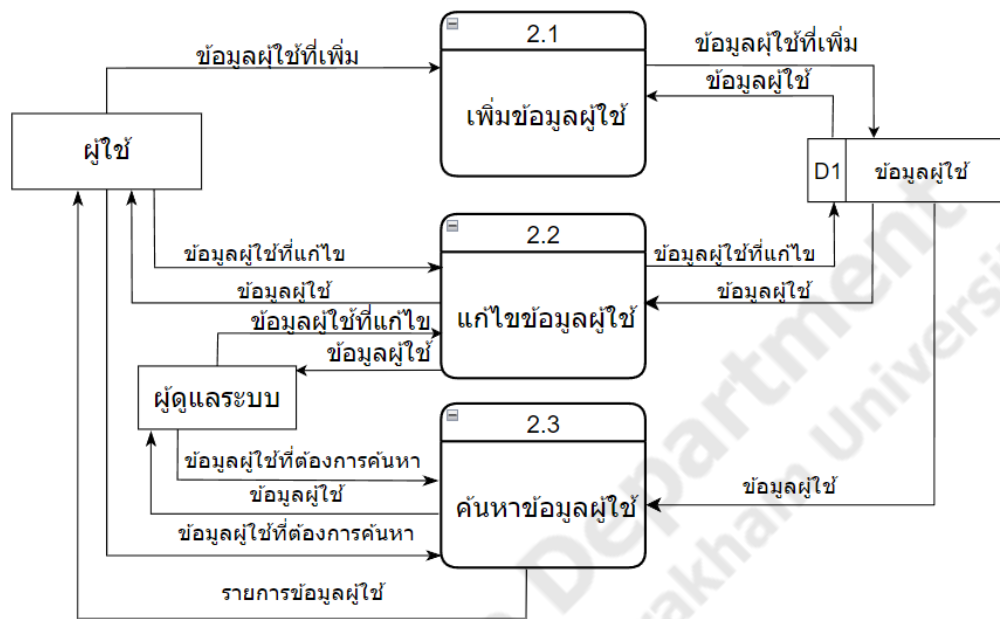 2.1
ข้อมูลผู้ใช้ที่เพิ่ม
ข้อมูลผุ้ใช้ที่เพิ่ม
ข้อมูลผู้ใช้
เพิ่มข้อมูลผู้ใช้
ผู้ใช้
D1
ข้อมูลผู้ใช้
2.2
ข้อมูลผู้ใช้ที่แก้ไข
ข้อมูลผู้ใช้ที่แก้ไข
ข้อมูลผู้ใช้
ข้อมูลผู้ใช้
ข้อมูลผู้ใช้ที่แก้ไข
แก้ไขข้อมูลผู้ใช้
ข้อมูลผู้ใช้
ผู้ดูแลระบบ
2.3
ข้อมูลผู้ใช้ที่ต้องการค้นหา
ข้อมูลผู้ใช้
ข้อมูลผู้ใช้
ค้นหาข้อมูลผู้ใช้
ข้อมูลผู้ใช้ที่ต้องการค้นหา
รายการข้อมูลผู้ใช้
Department